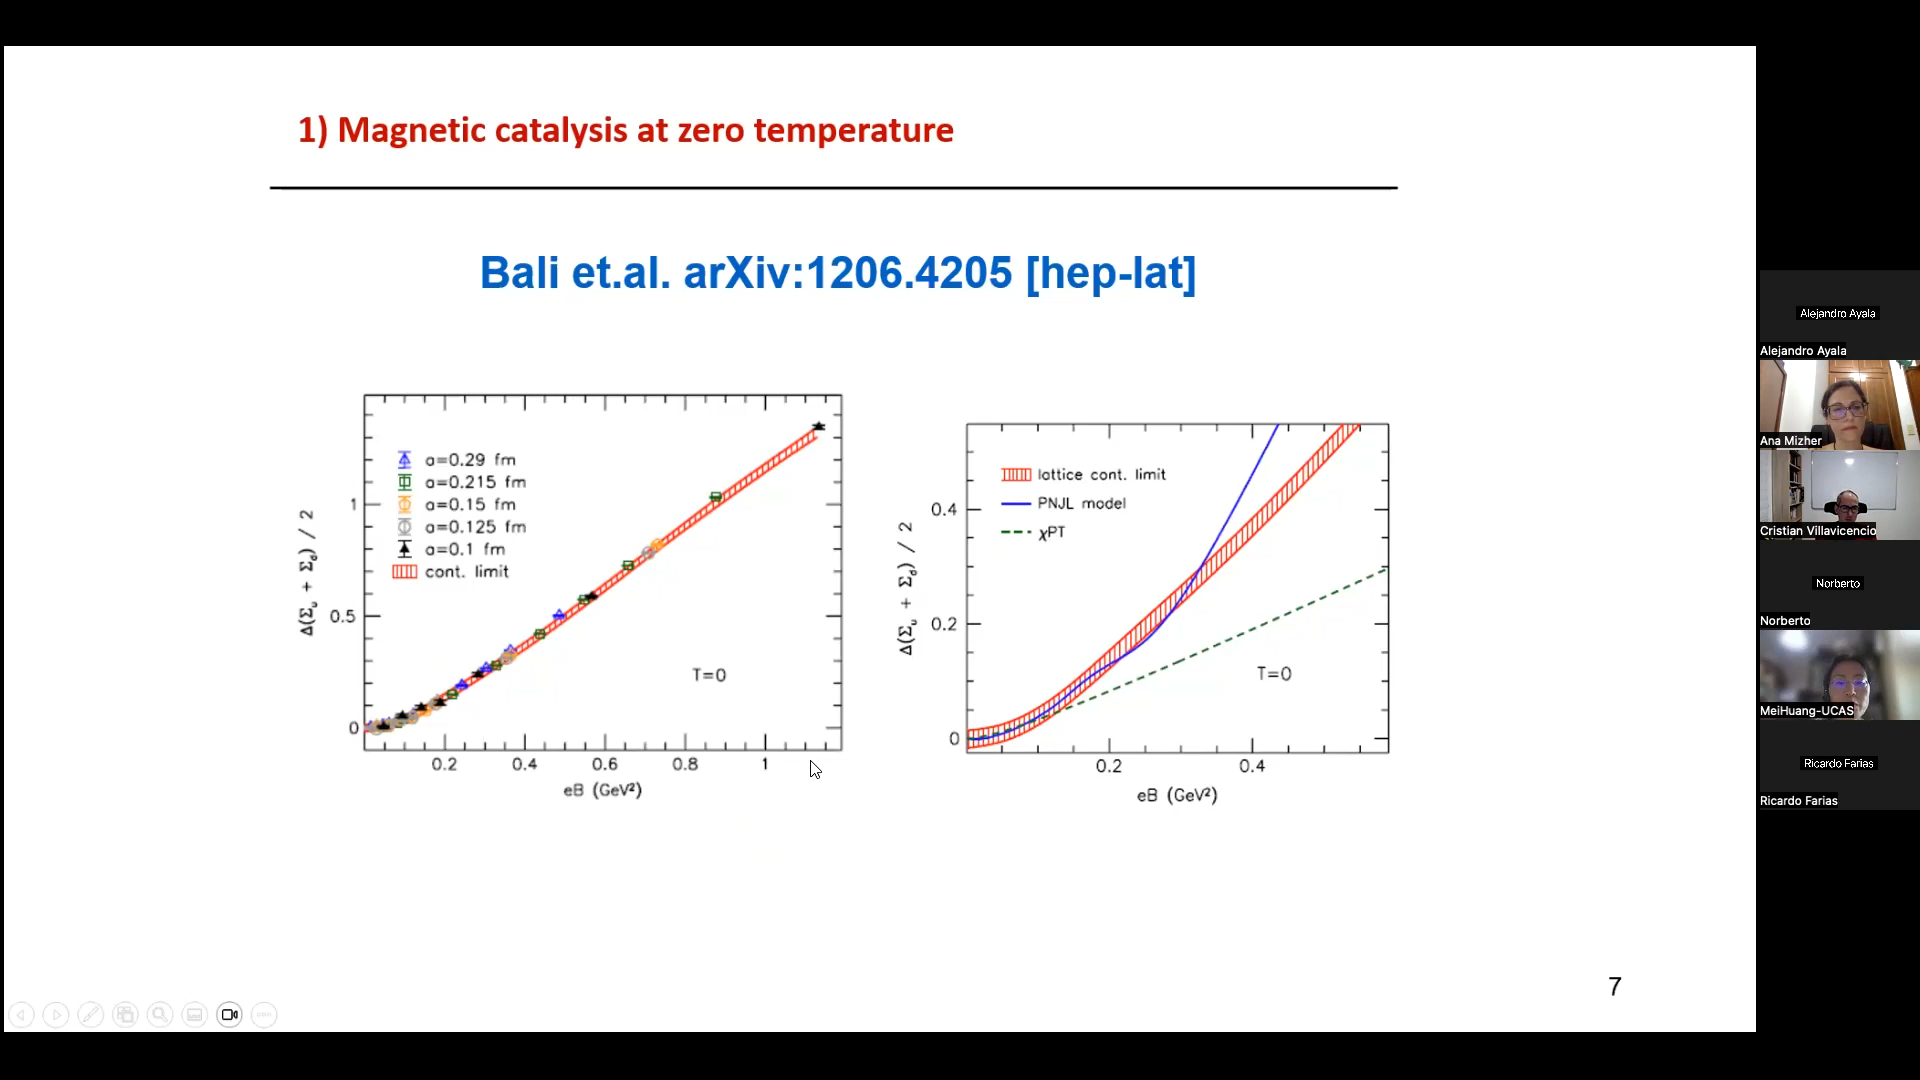 1) Magnetic catalysis at zero temperature
Bali et.al. arXiv:1206.4205 [hep-lat]
a=0.29 fm
a=0.215 fm
a=0.15 fm
a=0.125 fm
a=0.1 fm
cont. limit
T=0
Δ(Σu + Σd) / 2
1
0.5
0
0.2 0.4 0.6 0.8 1
eB (GeV²)
lattice cont. limit
PNJL model
χPT
T=0
Δ(Σu + Σd) / 2
0.4
0.2
0
0.2 0.4
eB (GeV²)
7
Alejandro Ayala
Alejandro Ayala
Ana Mizher
Cristian Villavicencio
Norberto
Norberto
MeiHuang-UCAS
Ricardo Farias
Ricardo Farias